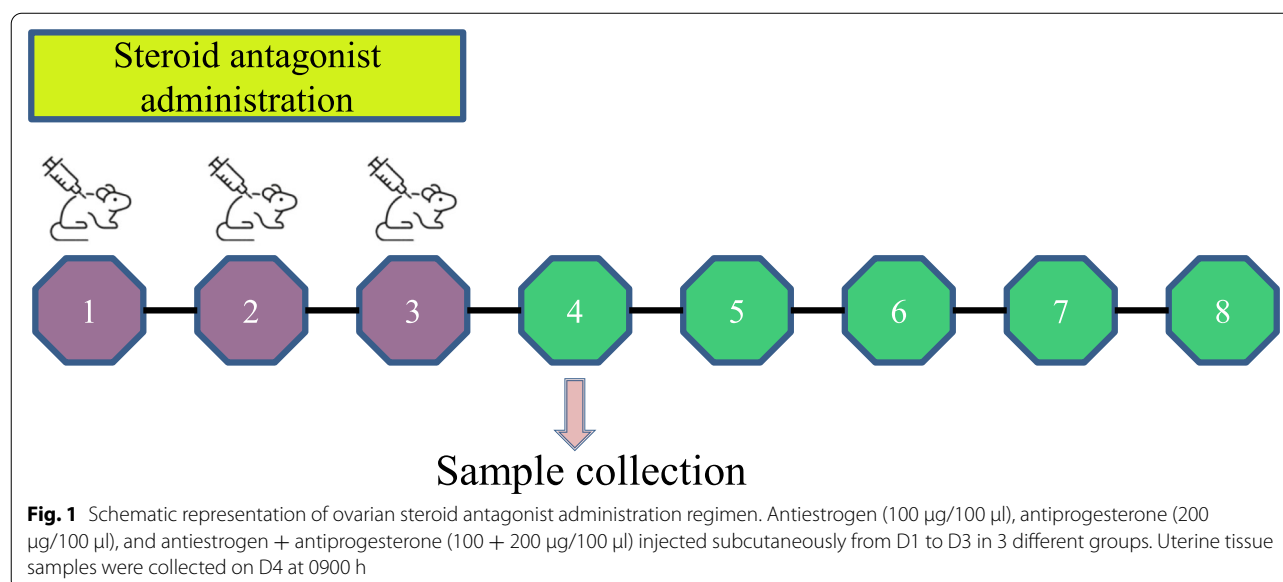 Steroid antagonist
administration
1 2 3 4 5 6 7 8
Sample collection
Fig. 1 Schematic representation of ovarian steroid antagonist administration regimen. Antiestrogen (100 μg/100 μl), antiprogesterone (200
μg/100 μl), and antiestrogen + antiprogesterone (100 + 200 μg/100 μl) injected subcutaneously from D1 to D3 in 3 different groups. Uterine tissue
samples were collected on D4 at 0900 h